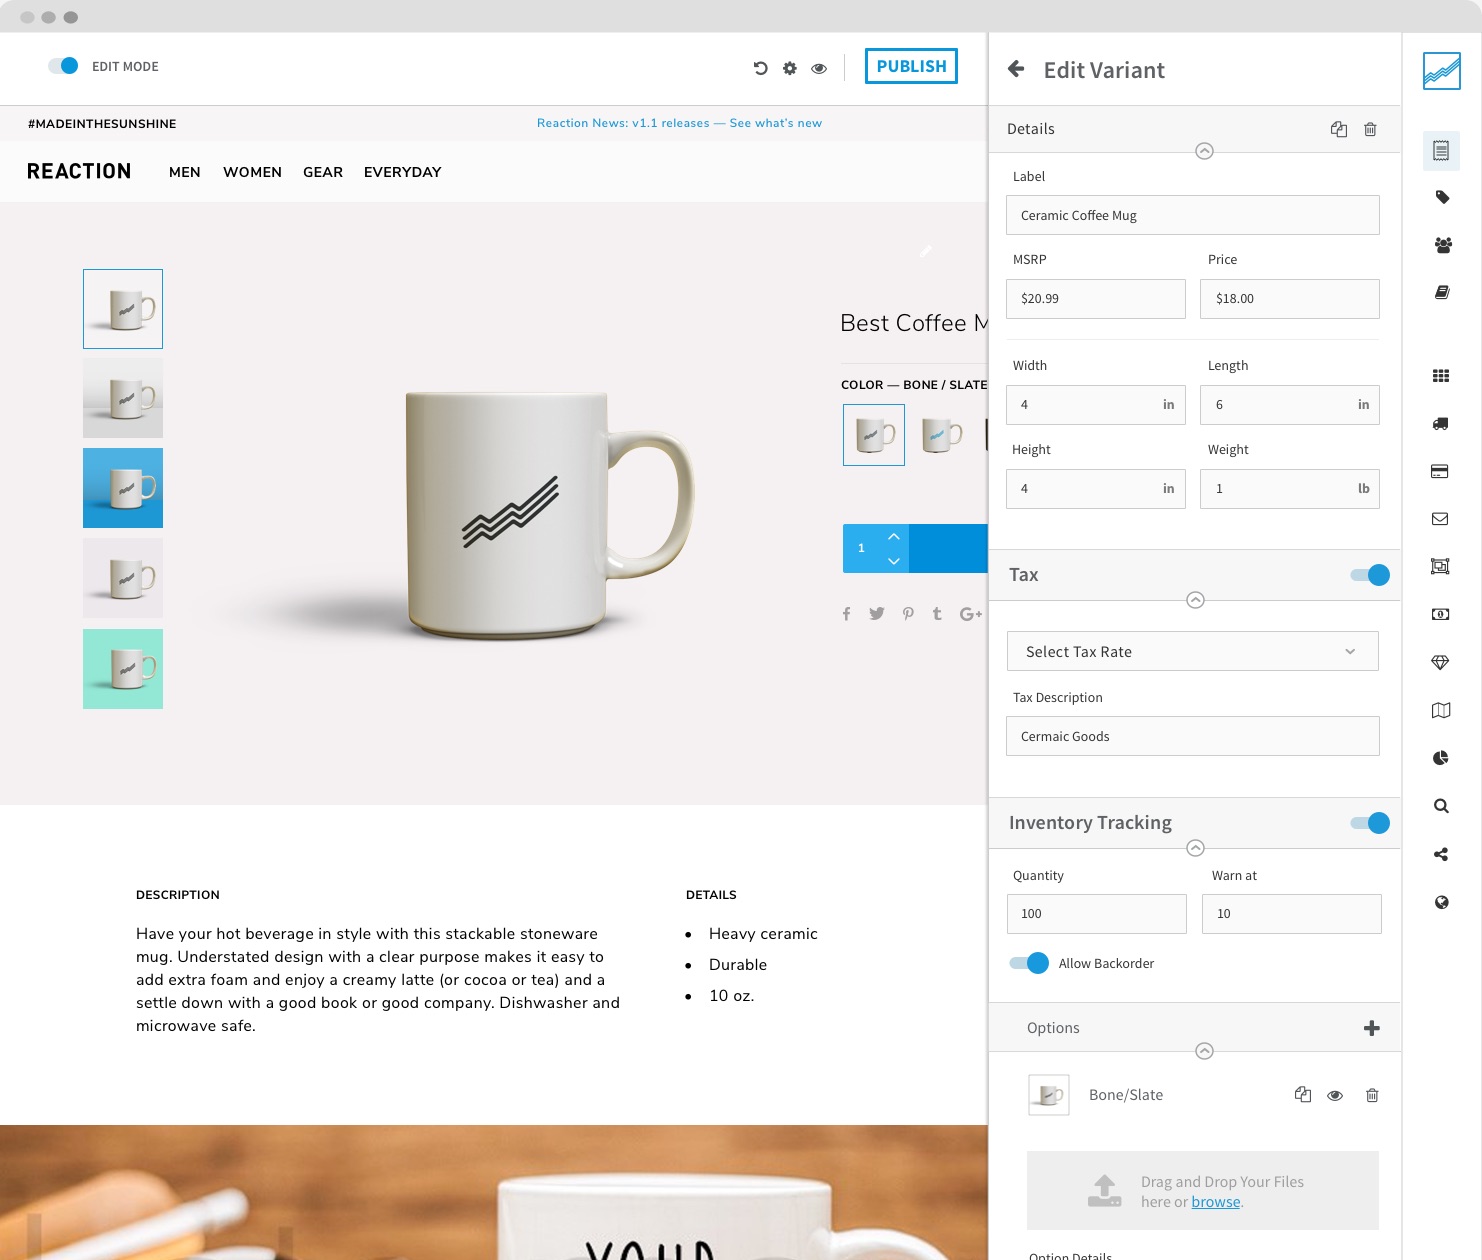 EDIT MODE
PUBLISH
#MADEINTHESUNSHINE
Reaction News: v1.1 releases — See what's new
REACTION
MEN
WOMEN
GEAR
EVERYDAY
Best Coffee M
COLOR — BONE / SLATE
1
DESCRIPTION
Have your hot beverage in style with this stackable stoneware
mug. Understated design with a clear purpose makes it easy to
add extra foam and enjoy a creamy latte (or cocoa or tea) and a
settle down with a good book or good company. Dishwasher and
microwave safe.
DETAILS
Heavy ceramic
Durable
10 oz.
YOUR
Edit Variant
Details
Label
Ceramic Coffee Mug
MSRP
Price
$20.99
$18.00
Width
Length
4 in
6 in
Height
Weight
4 in
1 lb
Tax
Select Tax Rate
Tax Description
Cermaic Goods
Inventory Tracking
Quantity
Warn at
100
10
Allow Backorder
Options
Bone/Slate
Drag and Drop Your Files
here or browse.
Option Details